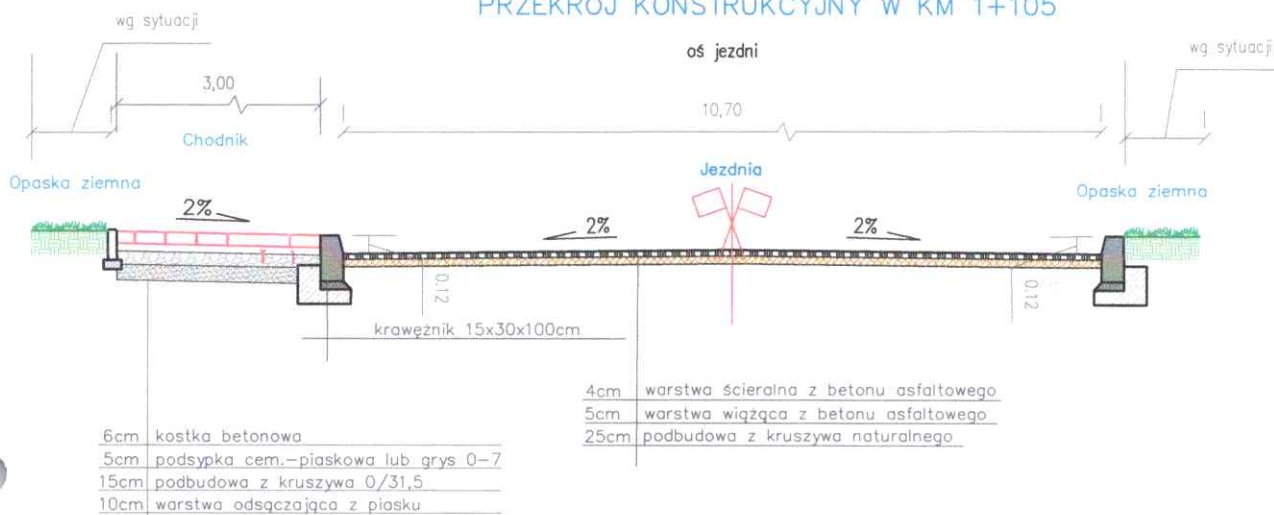 PRZEKRÓJ KONSTRUKCYJNY W KM 1+105
wg sytuacji
oś jezdni
wg sytuacji
3,00
10,70
Chodnik
Jezdnia
Opaska ziemna
Opaska ziemna
2%
2%
2%
0.12
0.12
krawężnik 15x30x100cm
4cm warstwa ścieralna z betonu asfaltowego
5cm warstwa wiążąca z betonu asfaltowego
25cm podbudowa z kruszywa naturalnego
6cm kostka betonowa
5cm podsypka cem.-piaskowa lub grys 0-7
15cm podbudowa z kruszywa 0/31,5
10cm warstwa odsączająca z piasku